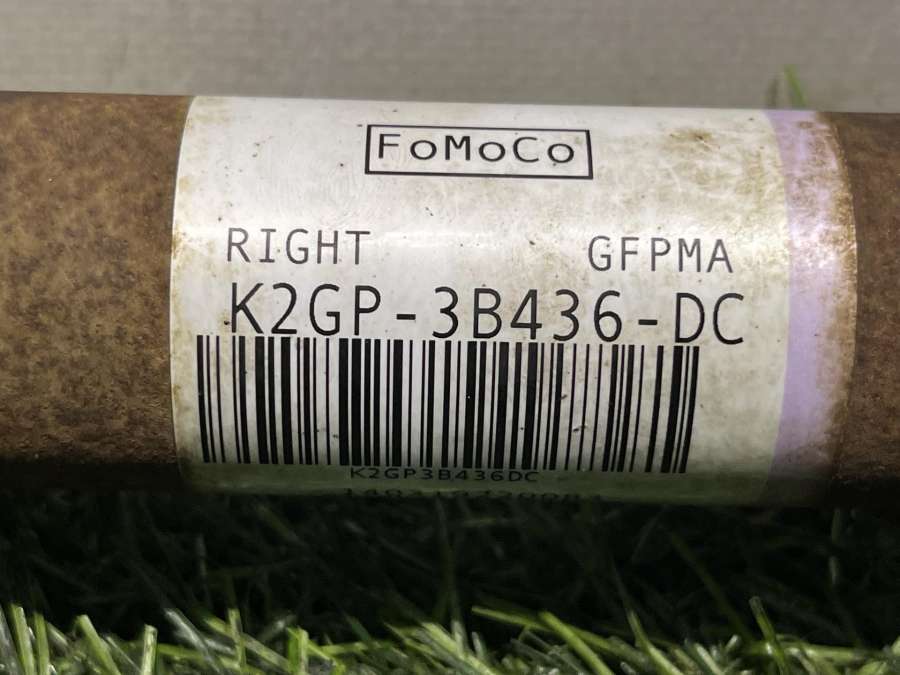 FoMoCo
RIGHT GFPMA
K2GP-3B436-DC
K2GP3B436DC